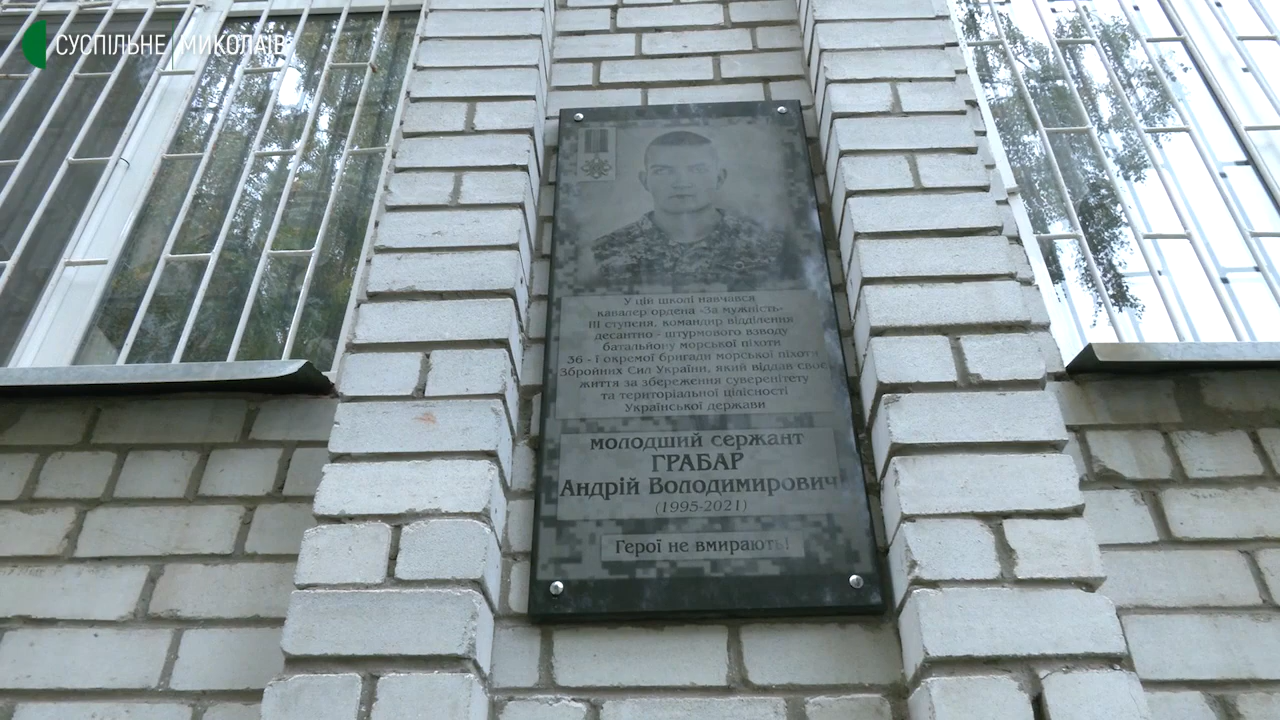 СУСПІЛЬНЕ | МИКОЛАЇВ
У цій школі навчався
кавалер ордена «За мужність»
III ступеня, командир відділення
десантно - штурмового взводу
батальйону морської піхоти
36 - ї окремої бригади морської піхоти
Збройних Сил України, який віддав своє
життя за збереження суверенітету
та територіальної цілісності
Української держави
молодший сержант
ГРАБАР
Андрій Володимирович
(1995-2021)
Герої не вмирають!